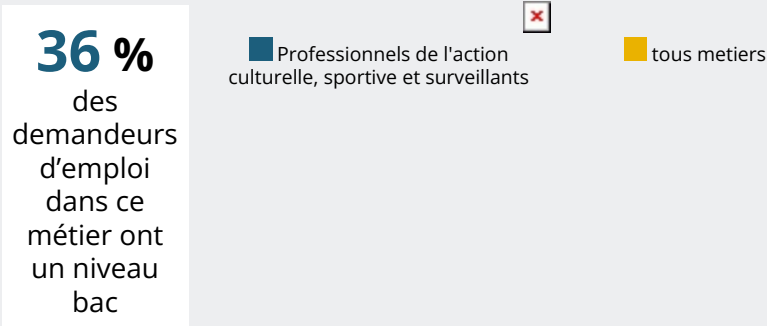 36 %
des
demandeurs
d'emploi
dans ce
métier ont
un niveau
bac
Professionnels de l'action
culturelle, sportive et surveillants
tous metiers